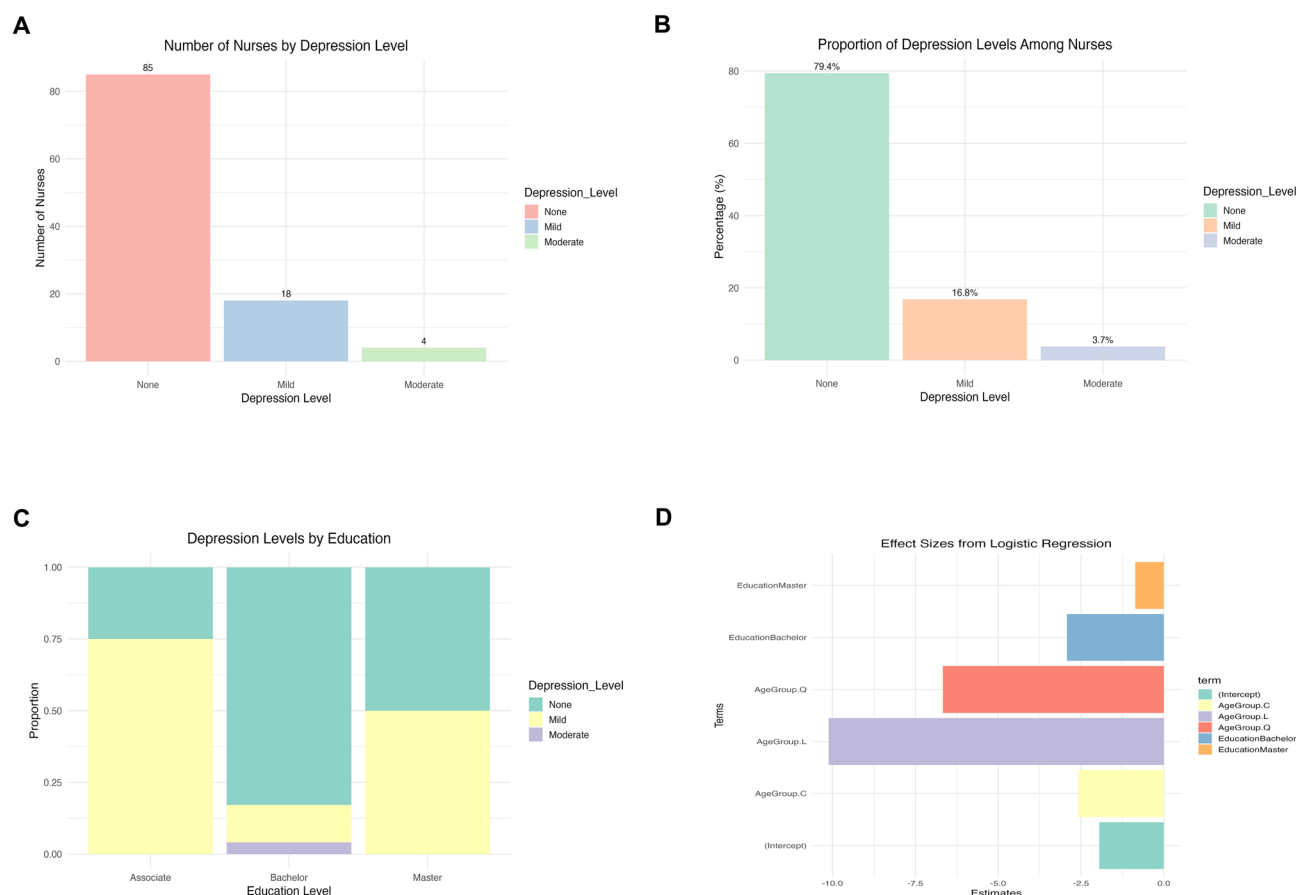 A
Number of Nurses by Depression Level
85
18
4
80
60
40
20
0
Number of Nurses
None
Mild
Moderate
Depression Level
Depression_Level
None
Mild
Moderate
B
Proportion of Depression Levels Among Nurses
79.4%
16.8%
3.7%
80
60
40
20
0
Percentage (%)
None
Mild
Moderate
Depression Level
Depression_Level
None
Mild
Moderate
C
Depression Levels by Education
1.00
0.75
0.50
0.25
0.00
Proportion
Associate
Bachelor
Master
Education Level
Depression_Level
None
Mild
Moderate
D
Effect Sizes from Logistic Regression
EducationMaster
EducationBachelor
AgeGroup.Q
AgeGroup.L
AgeGroup.C
(Intercept)
Terms
-10.0
-7.5
-5.0
-2.5
0.0
Estimates
term
(Intercept)
AgeGroup.C
AgeGroup.L
AgeGroup.Q
EducationBachelor
EducationMaster